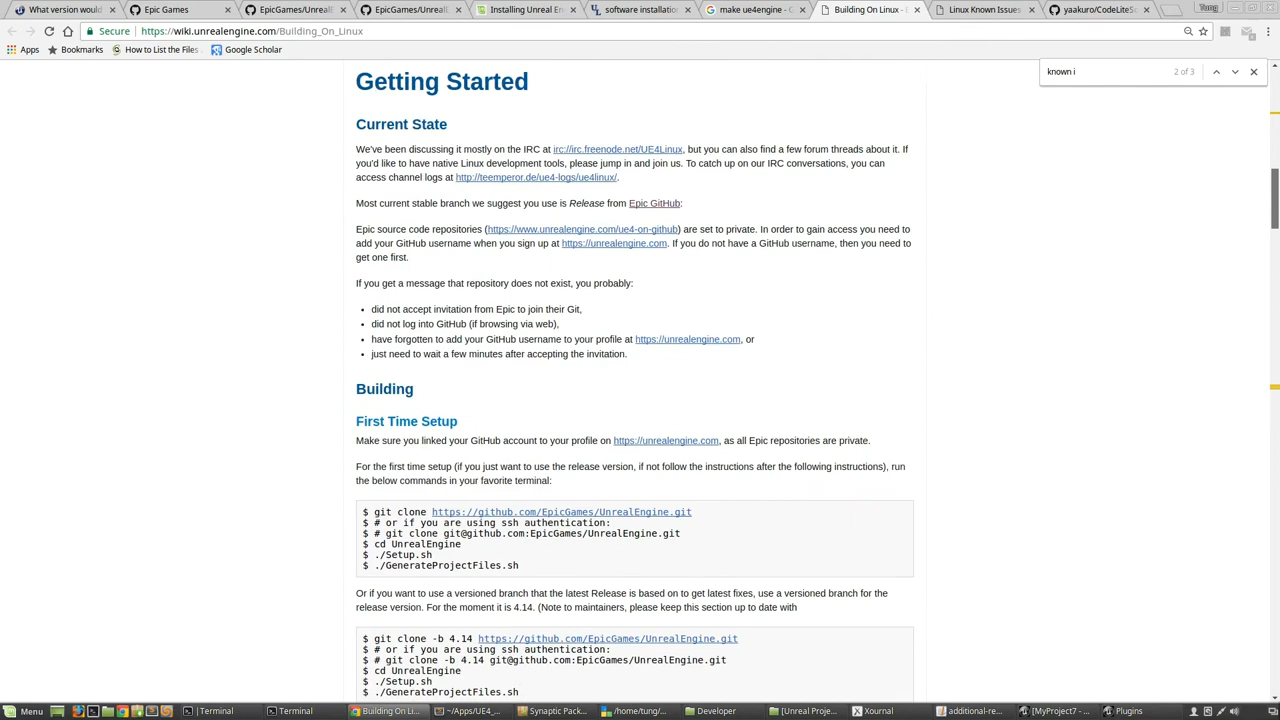 What version would
Epic Games
EpicGames/UnrealE
EpicGames/Unreal
Installing Unreal En
software installatio
make ue4engine - G
Building On Linux - E
Linux Known Issues
yaakuro/CodeLiteSc
Tung
Secure
https://wiki.unrealengine.com/Building_On_Linux
Apps
Bookmarks
How to List the Files
Google Scholar
known i
2 of 3
Getting Started
Current State
We've been discussing it mostly on the IRC at irc://irc.freenode.net/UE4Linux, but you can also find a few forum threads about it. If
you'd like to have native Linux development tools, please jump in and join us. To catch up on our IRC conversations, you can
access channel logs at http://teemperor.de/ue4-logs/ue4linux/.
Most current stable branch we suggest you use is Release from Epic GitHub:
Epic source code repositories (https://www.unrealengine.com/ue4-on-github) are set to private. In order to gain access you need to
add your GitHub username when you sign up at https://unrealengine.com. If you do not have a GitHub username, then you need to
get one first.
If you get a message that repository does not exist, you probably:
• did not accept invitation from Epic to join their Git,
• did not log into GitHub (if browsing via web),
• have forgotten to add your GitHub username to your profile at https://unrealengine.com, or
• just need to wait a few minutes after accepting the invitation.
Building
First Time Setup
Make sure you linked your GitHub account to your profile on https://unrealengine.com, as all Epic repositories are private.
For the first time setup (if you just want to use the release version, if not follow the instructions after the following instructions), run
the below commands in your favorite terminal:
$ git clone https://github.com/EpicGames/UnrealEngine.git
$ # or if you are using ssh authentication:
$ # git clone git@github.com:EpicGames/UnrealEngine.git
$ cd UnrealEngine
$ ./Setup.sh
$ ./GenerateProjectFiles.sh
Or if you want to use a versioned branch that the latest Release is based on to get latest fixes, use a versioned branch for the
release version. For the moment it is 4.14. (Note to maintainers, please keep this section up to date with
$ git clone -b 4.14 https://github.com/EpicGames/UnrealEngine.git
$ # or if you are using ssh authentication:
$ # git clone -b 4.14 git@github.com:EpicGames/UnrealEngine.git
$ cd UnrealEngine
$ ./Setup.sh
$ ./GenerateProjectFiles.sh
Menu
Terminal
Terminal
Building On Li...
~/Apps/UE4_...
Synaptic Pack...
/home/tung/...
Developer
[Unreal Proje...
Xournal
additional-re...
[MyProject7 - ...
Plugins